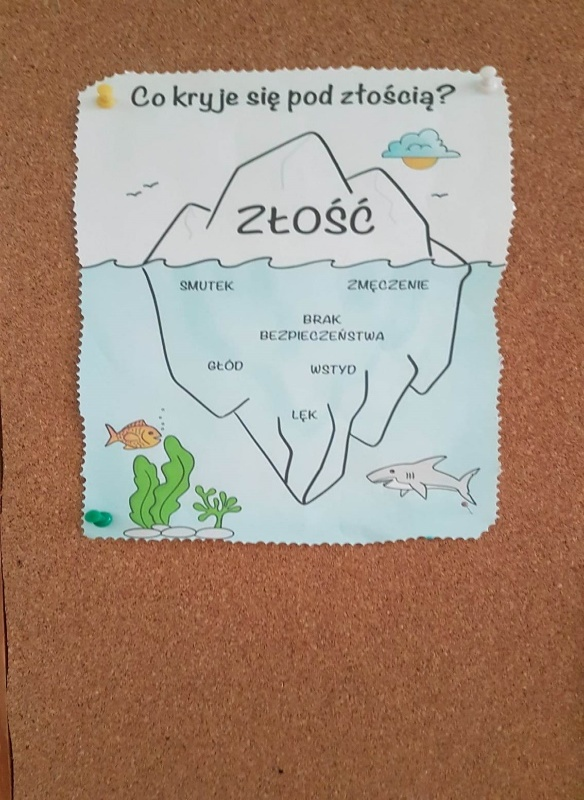 Co kryje się pod złością?
ZŁOŚĆ
SMUTEK ZMĘCZENIE
BRAK
BEZPIECZEŃSTWA
GŁÓD WSTYD
LĘK